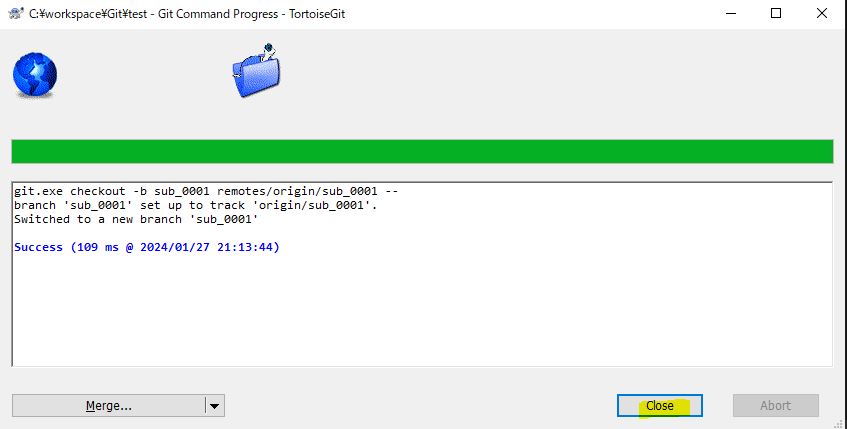 C:¥workspace¥Git¥test - Git Command Progress - TortoiseGit
git.exe checkout -b sub_0001 remotes/origin/sub_0001 --
branch 'sub_0001' set up to track 'origin/sub_0001'.
Switched to a new branch 'sub_0001'
Success (109 ms @ 2024/01/27 21:13:44)
Merge...
Close
Abort